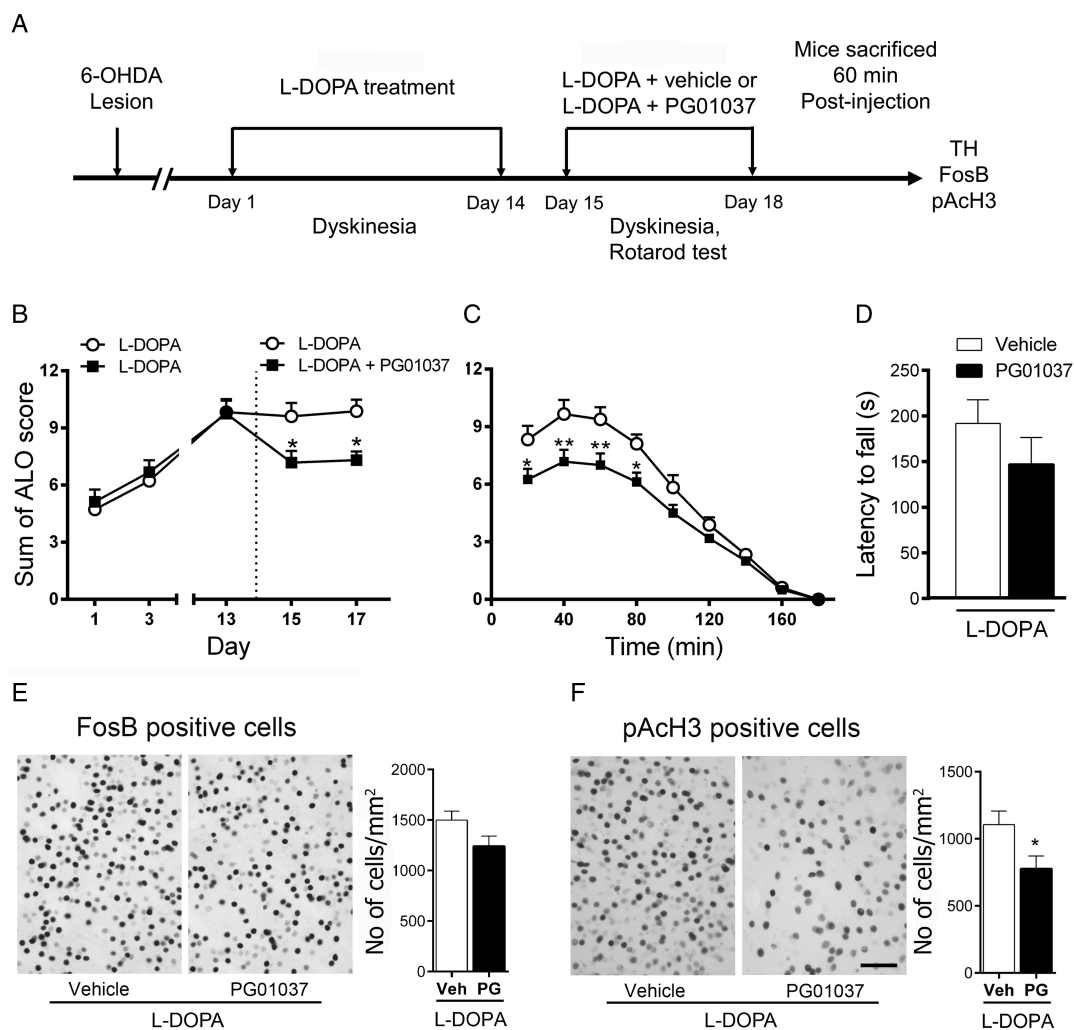 A
6-OHDA
Lesion
L-DOPA treatment
L-DOPA + vehicle or
L-DOPA + PG01037
Mice sacrificed
60 min
Post-injection
TH
FosB
pAcH3
Day 1
Day 14
Day 15
Day 18
Dyskinesia
Dyskinesia,
Rotarod test
B
L-DOPA
L-DOPA
L-DOPA
L-DOPA + PG01037
Sum of ALO score
12
9
6
3
0
1
3
13
15
17
* *
Day
C
12
9
6
3
0
* ** ** *
0
40
80
120
160
Time (min)
D
Vehicle
PG01037
Latency to fall (s)
250
200
150
100
50
0
L-DOPA
E
FosB positive cells
Vehicle
PG01037
L-DOPA
No of cells/mm²
2000
1500
1000
500
0
Veh PG
L-DOPA
F
pAcH3 positive cells
Vehicle
PG01037
L-DOPA
No of cells/mm²
1500
1000
500
0
*
Veh PG
L-DOPA